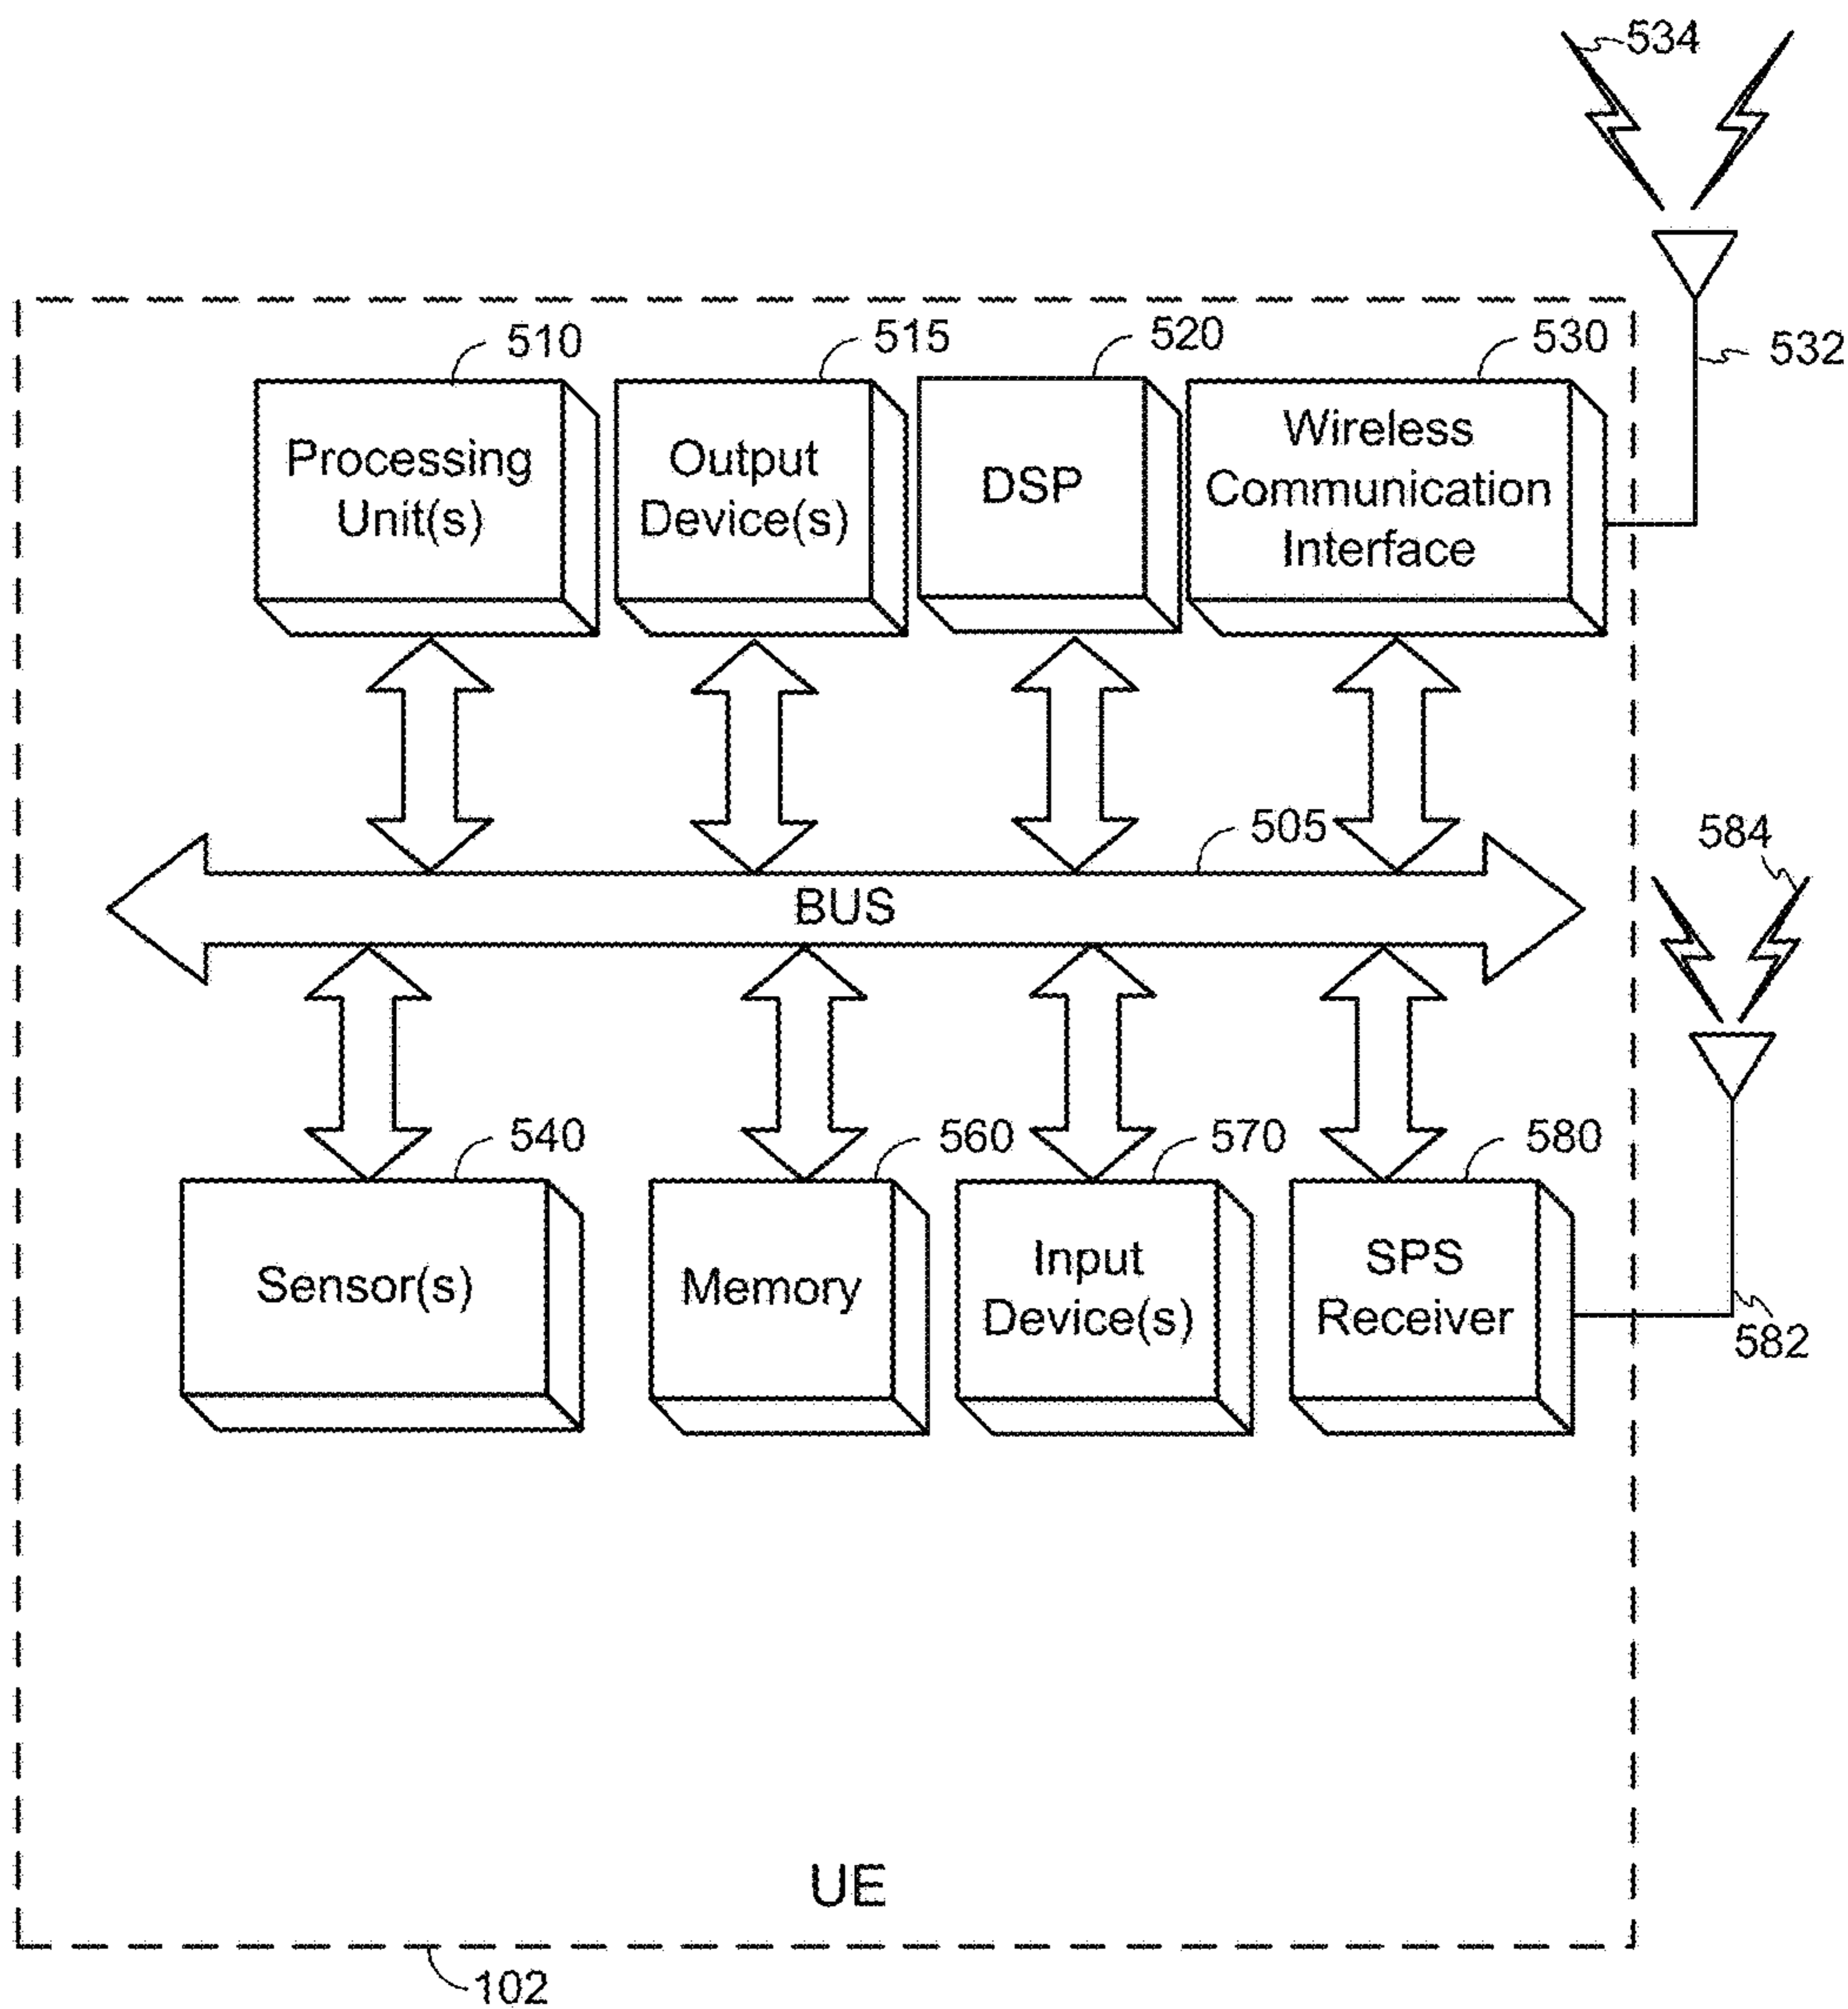 534
510
515
520
530
532
Processing
Unit(s)
Output
Device(s)
DSP
Wireless
Communication
Interface
505
584
BUS
540
560
570
580
Sensor(s)
Memory
Input
Device(s)
SPS
Receiver
582
UE
102